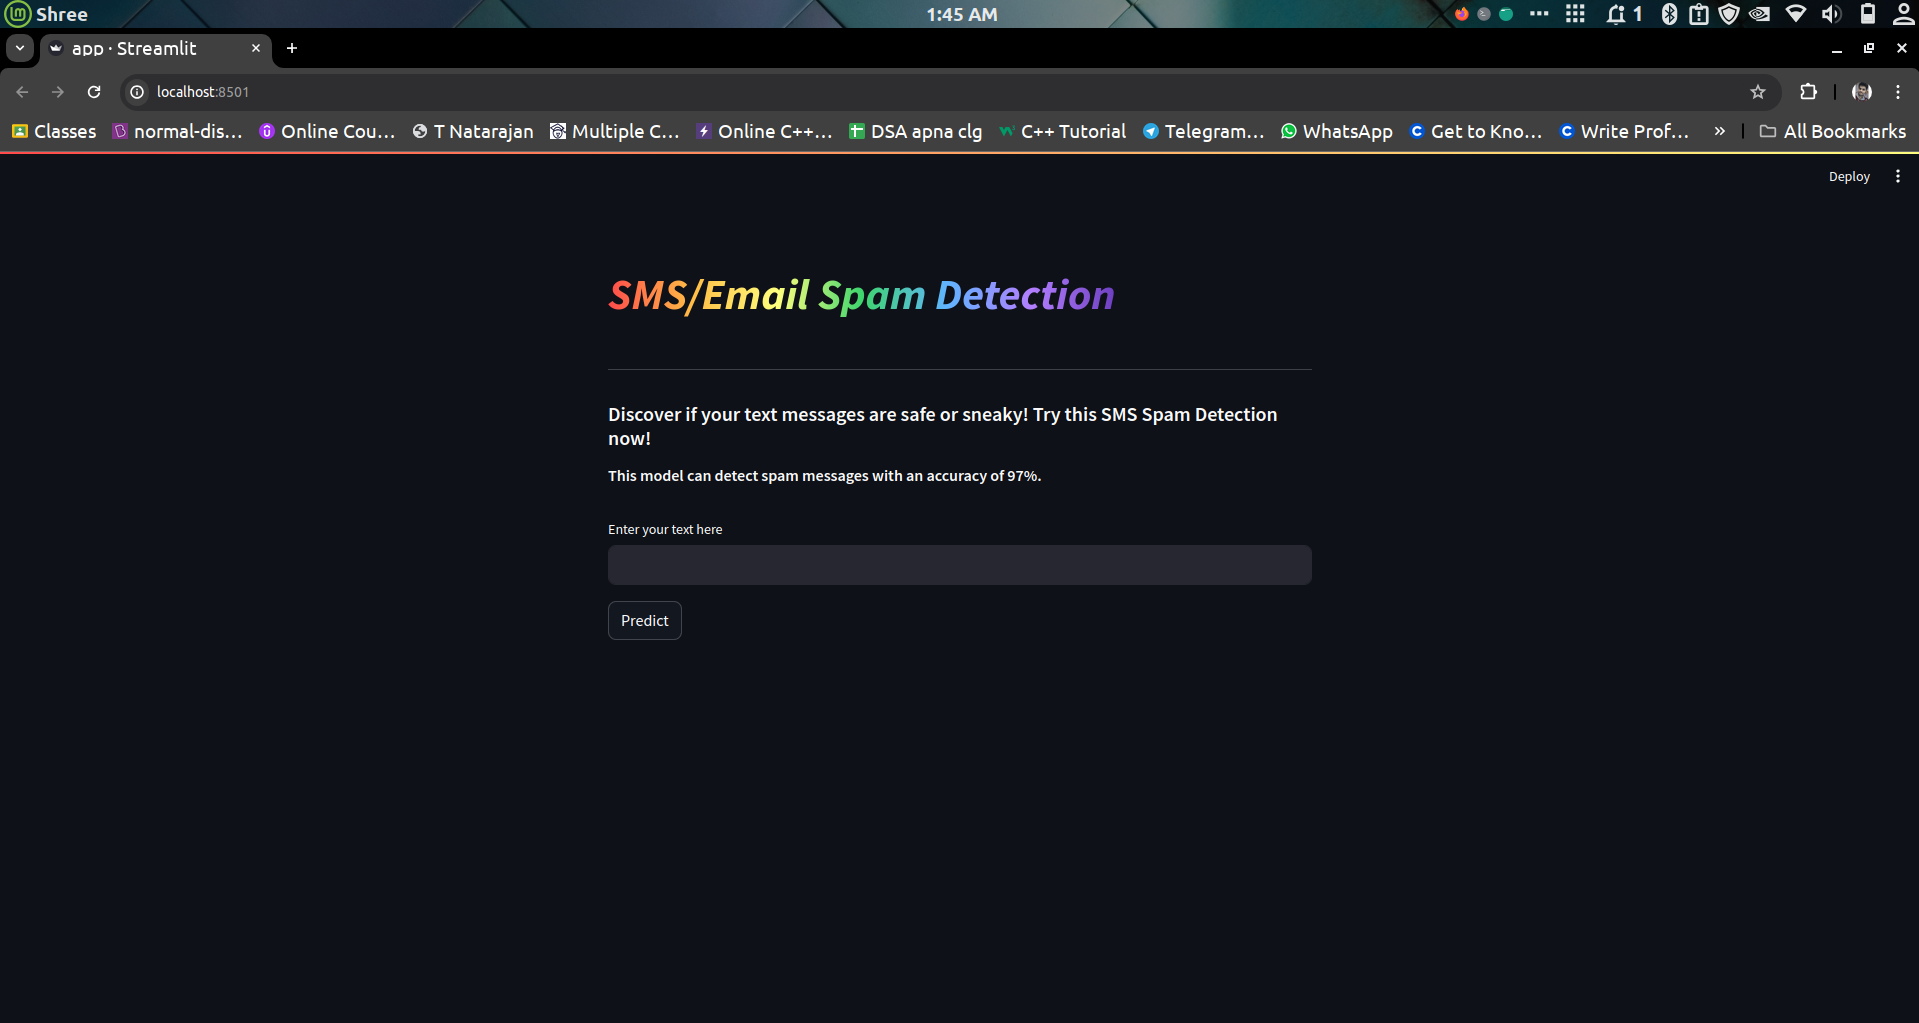 Shree
1:45 AM
1
app · Streamlit
localhost:8501
Classes normal-dis... Online Cou... T Natarajan Multiple C... Online C++... DSA apna clg C++ Tutorial Telegram... WhatsApp Get to Kno... Write Prof... » All Bookmarks
Deploy
SMS/Email Spam Detection
Discover if your text messages are safe or sneaky! Try this SMS Spam Detection
now!
This model can detect spam messages with an accuracy of 97%.
Enter your text here
Predict